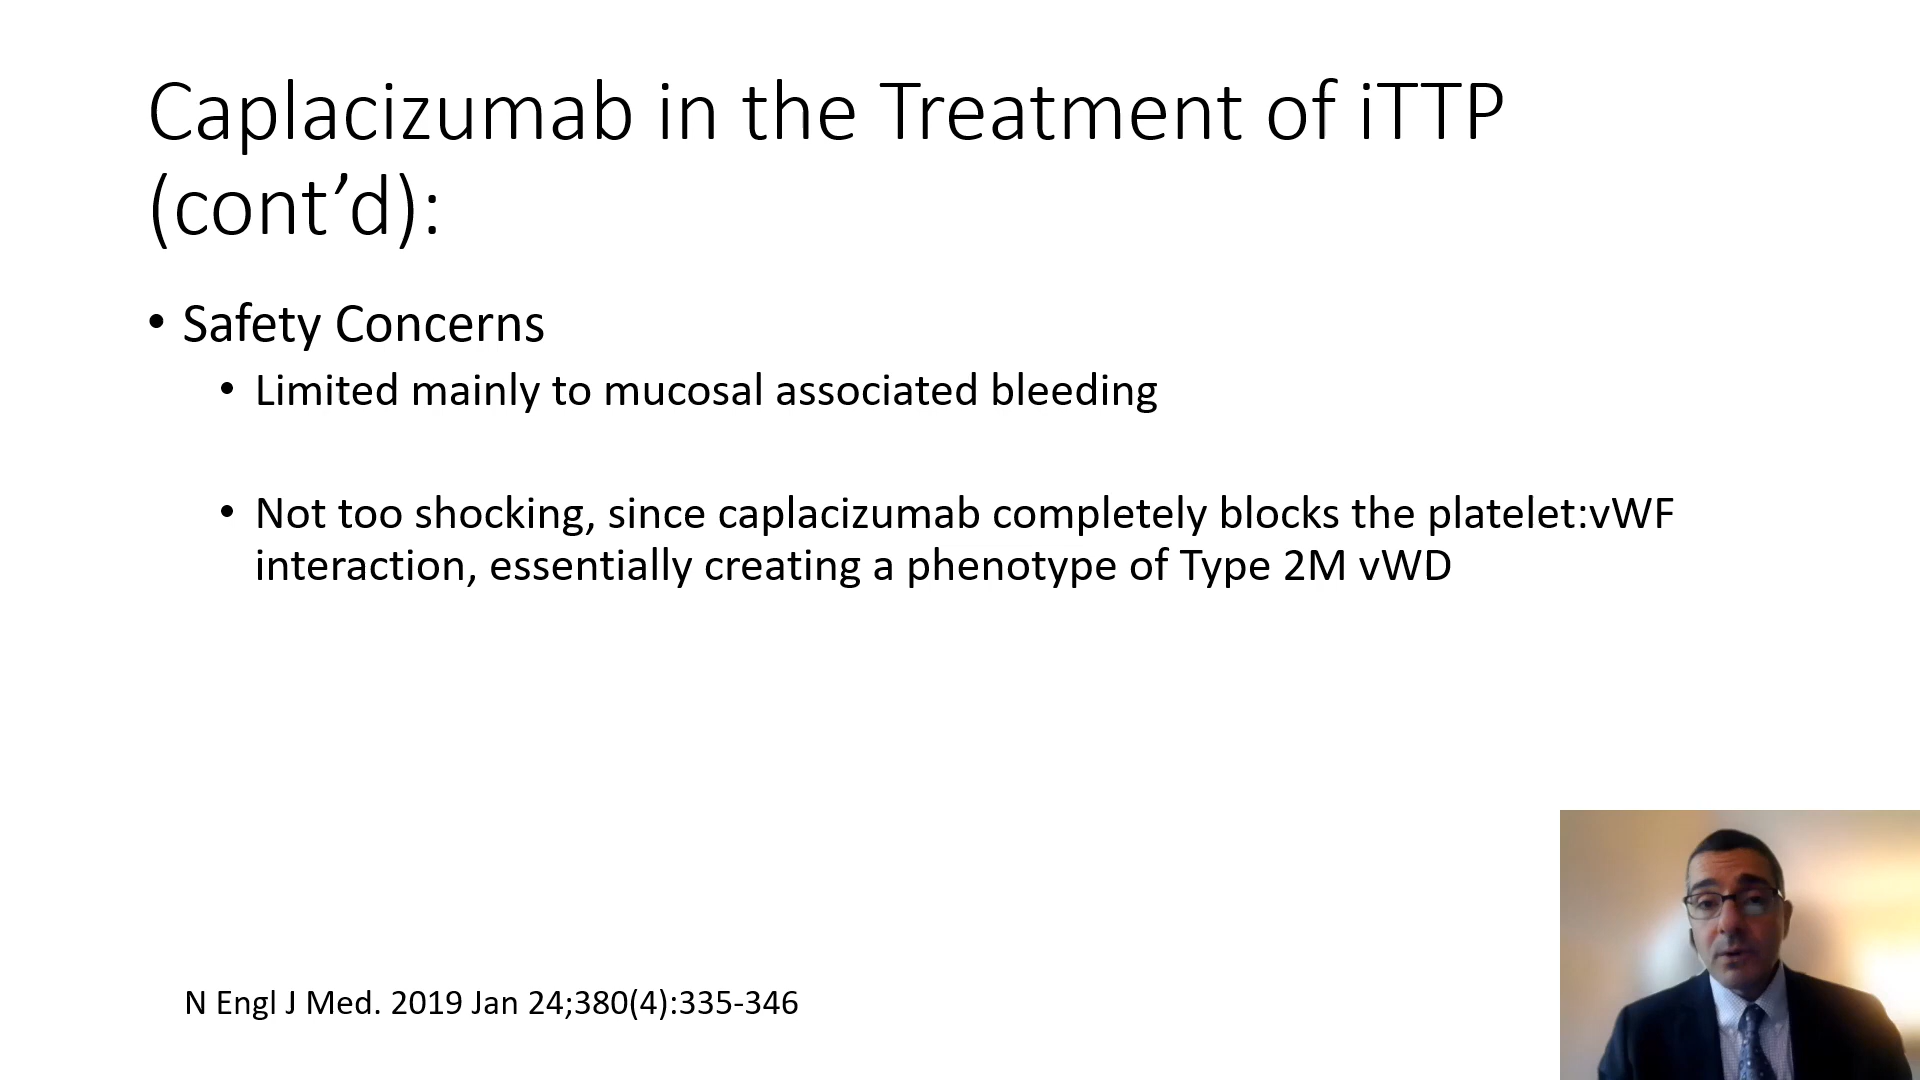 Caplacizumab in the Treatment of iTTP
(cont’d):
• Safety Concerns
• Limited mainly to mucosal associated bleeding
• Not too shocking, since caplacizumab completely blocks the platelet:vWF
interaction, essentially creating a phenotype of Type 2M vWD
N Engl J Med. 2019 Jan 24;380(4):335-346